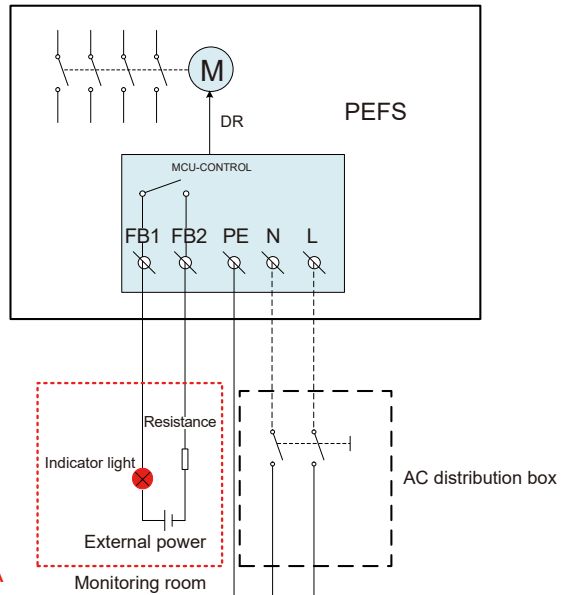 M
PEFS
DR
MCU-CONTROL
FB1 FB2 PE N L
Resistance
Indicator light
AC distribution box
External power
Monitoring room